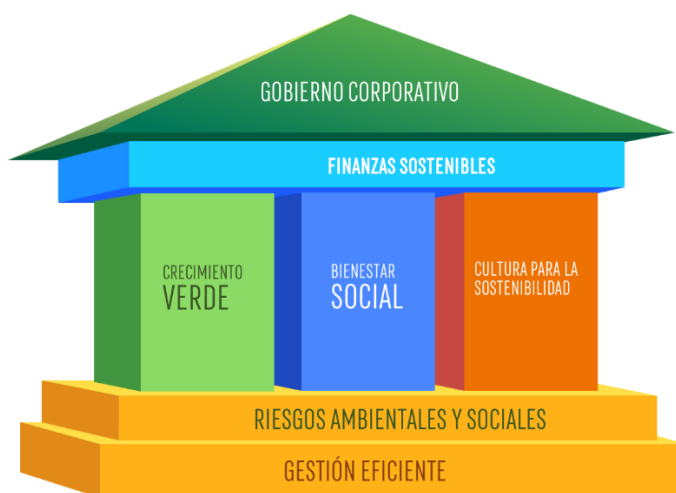 GOBIERNO CORPORATIVO
FINANZAS SOSTENIBLES
CRECIMIENTO
VERDE
BIENESTAR
SOCIAL
CULTURA PARA LA
SOSTENIBILIDAD
RIESGOS AMBIENTALES Y SOCIALES
GESTIÓN EFICIENTE